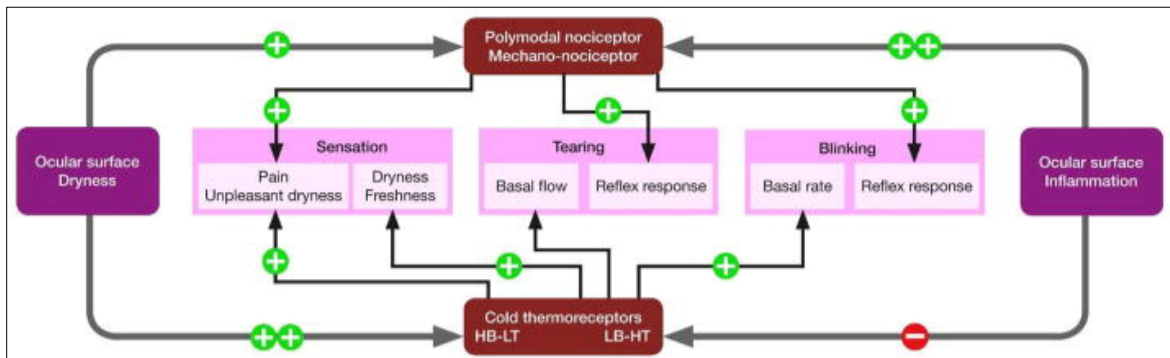 Polymodal nociceptor
Mechano-nociceptor
Ocular surface
Dryness
Sensation
Pain
Unpleasant dryness
Dryness
Freshness
Tearing
Basal flow
Reflex response
Blinking
Basal rate
Reflex response
Ocular surface
Inflammation
Cold thermoreceptors
HB-LT LB-HT